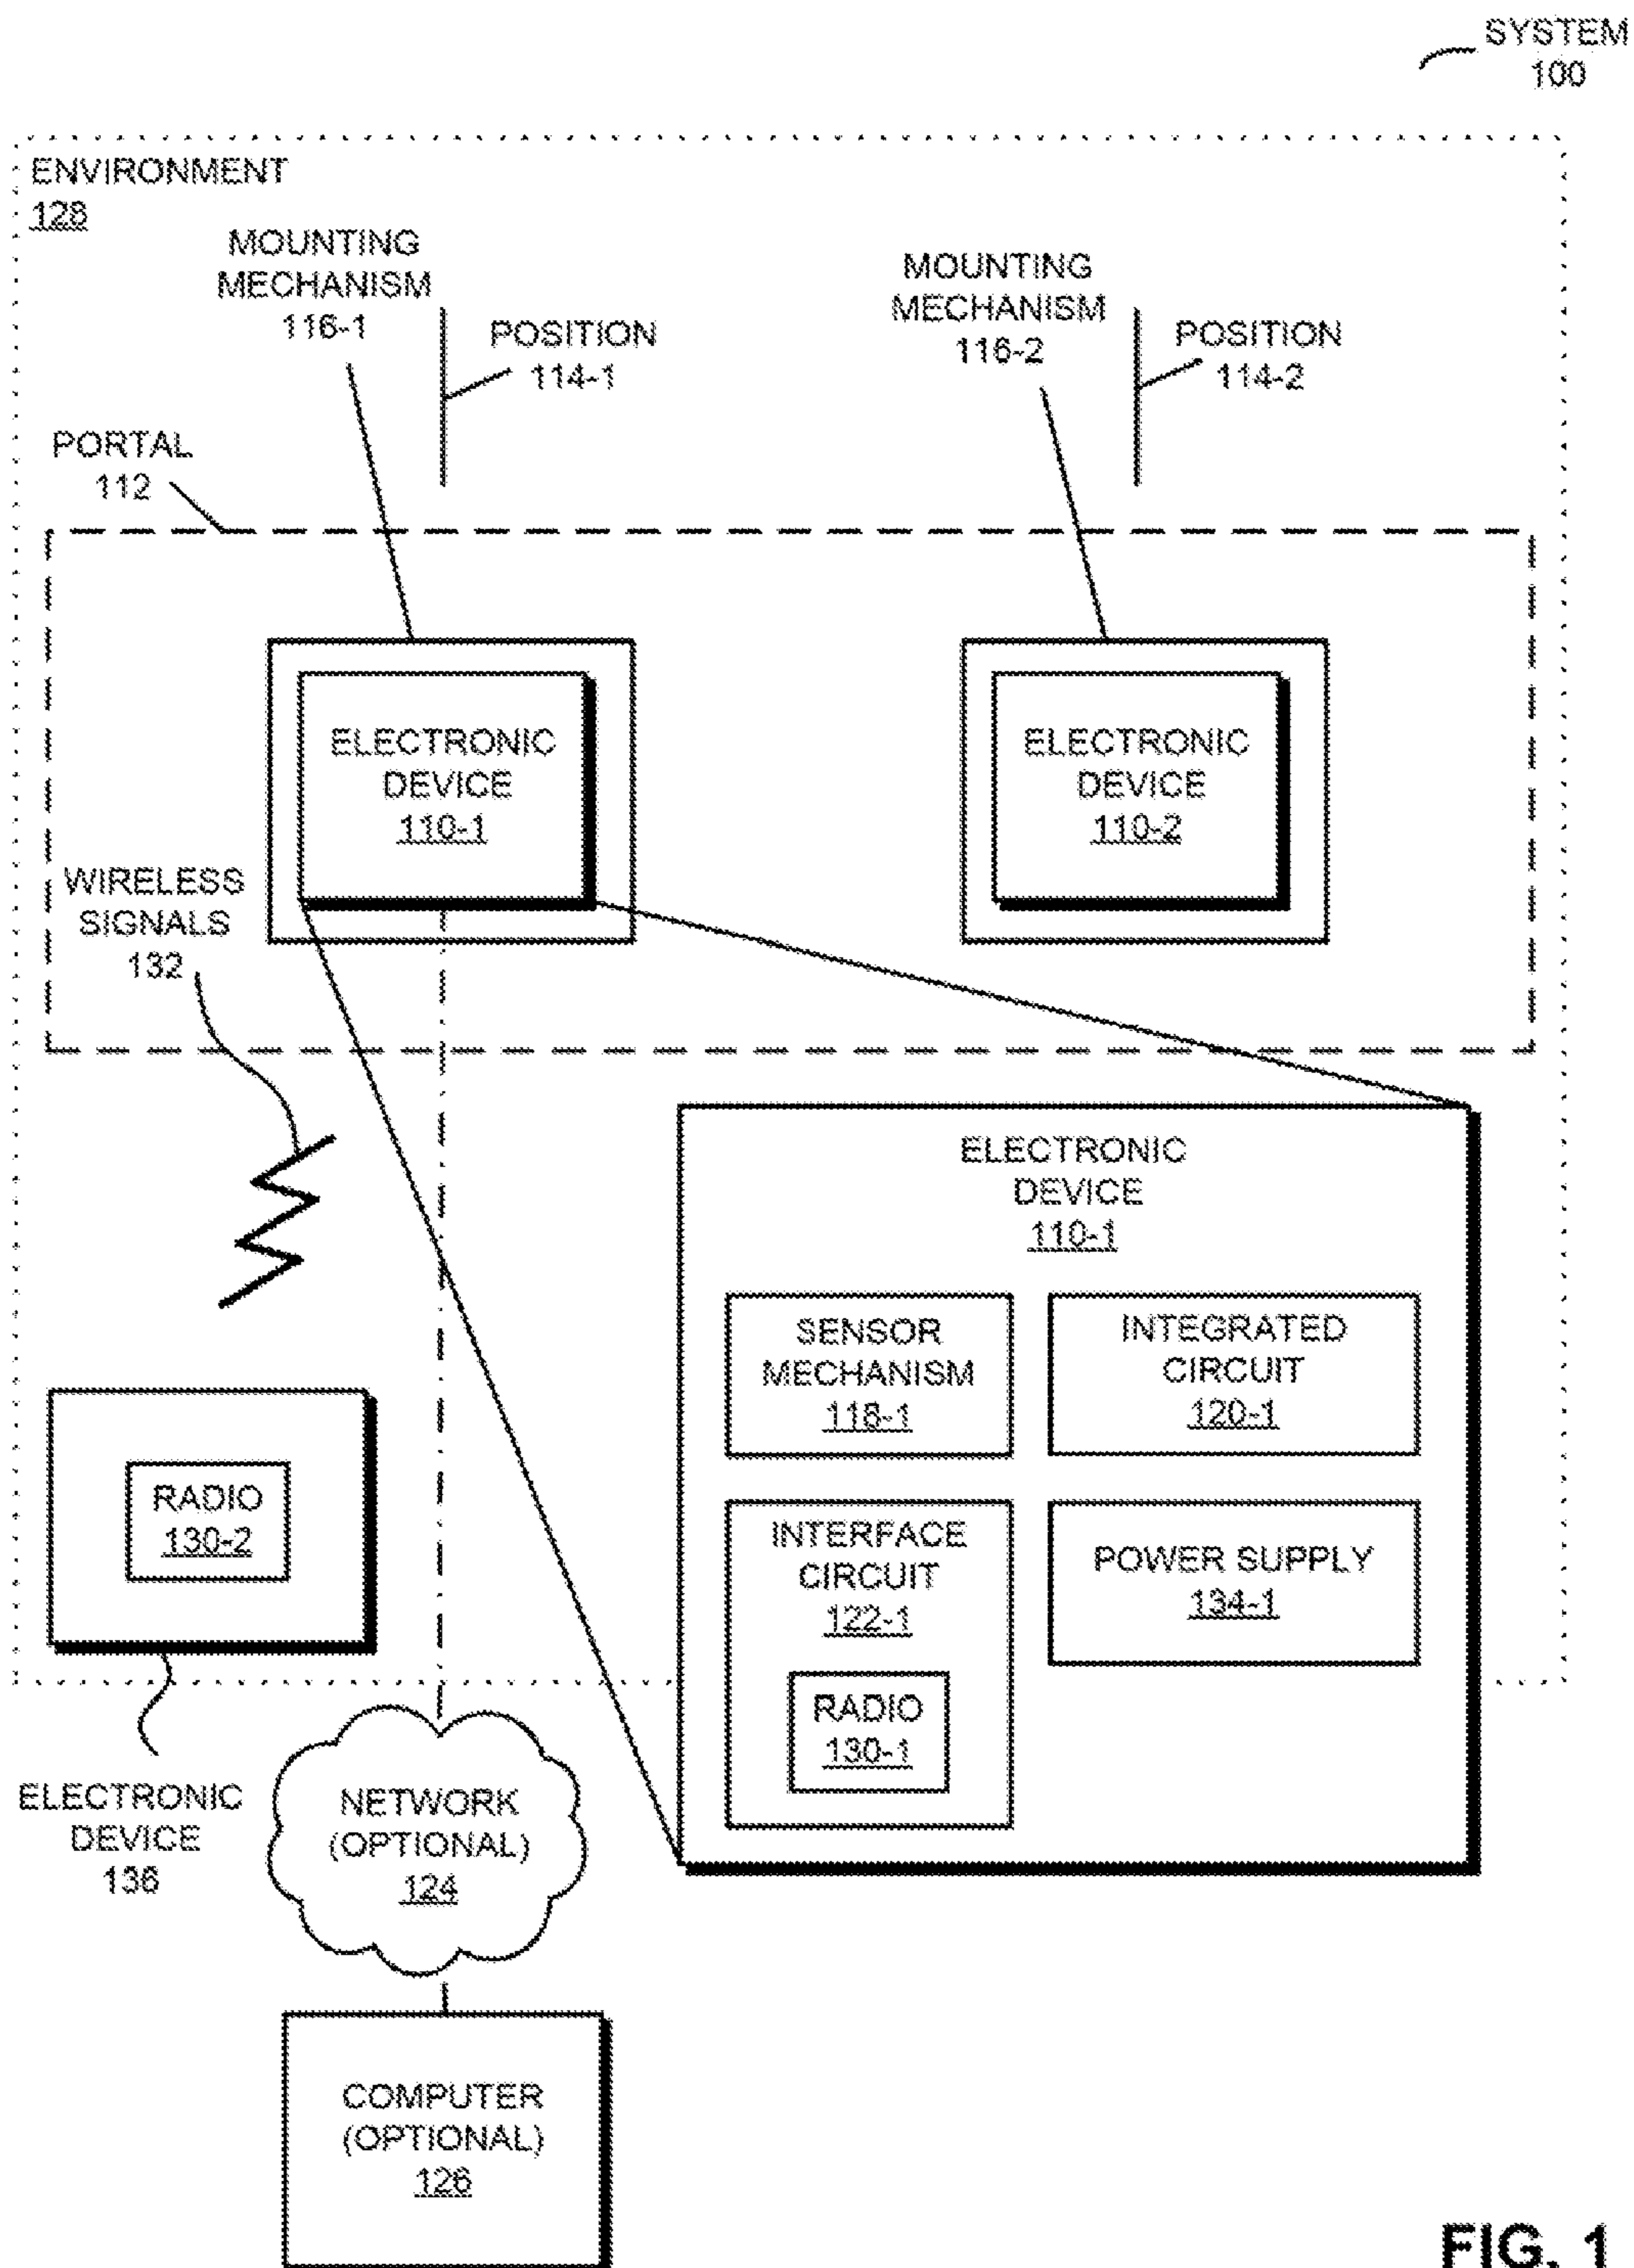 SYSTEM
100
ENVIRONMENT
128
MOUNTING
MECHANISM
116-1
POSITION
114-1
MOUNTING
MECHANISM
116-2
POSITION
114-2
PORTAL
112
ELECTRONIC
DEVICE
110-1
ELECTRONIC
DEVICE
110-2
WIRELESS
SIGNALS
132
ELECTRONIC
DEVICE
110-1
SENSOR
MECHANISM
118-1
INTEGRATED
CIRCUIT
120-1
INTERFACE
CIRCUIT
122-1
RADIO
130-1
POWER SUPPLY
134-1
RADIO
130-2
ELECTRONIC
DEVICE
136
NETWORK
(OPTIONAL)
124
COMPUTER
(OPTIONAL)
126
FIG. 1